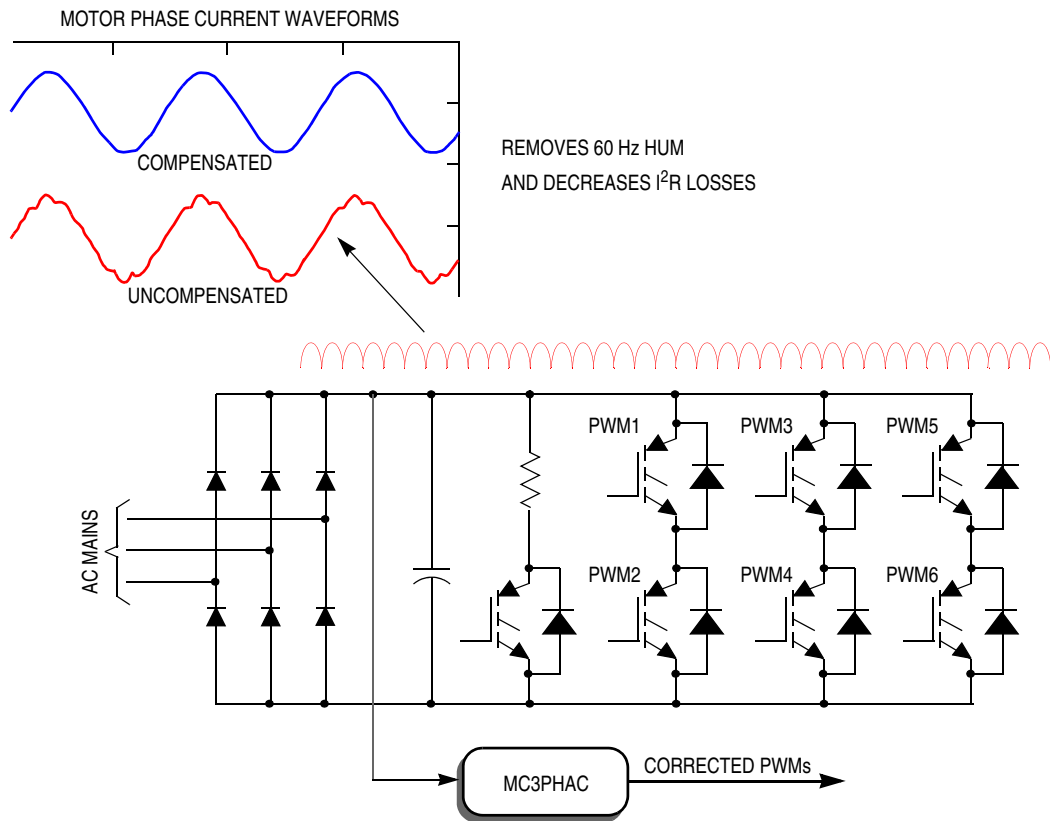 MOTOR PHASE CURRENT WAVEFORMS
COMPENSATED
REMOVES 60 Hz HUM
AND DECREASES I²R LOSSES
UNCOMPENSATED
PWM1
PWM3
PWM5
AC MAINS
PWM2
PWM4
PWM6
MC3PHAC
CORRECTED PWMs